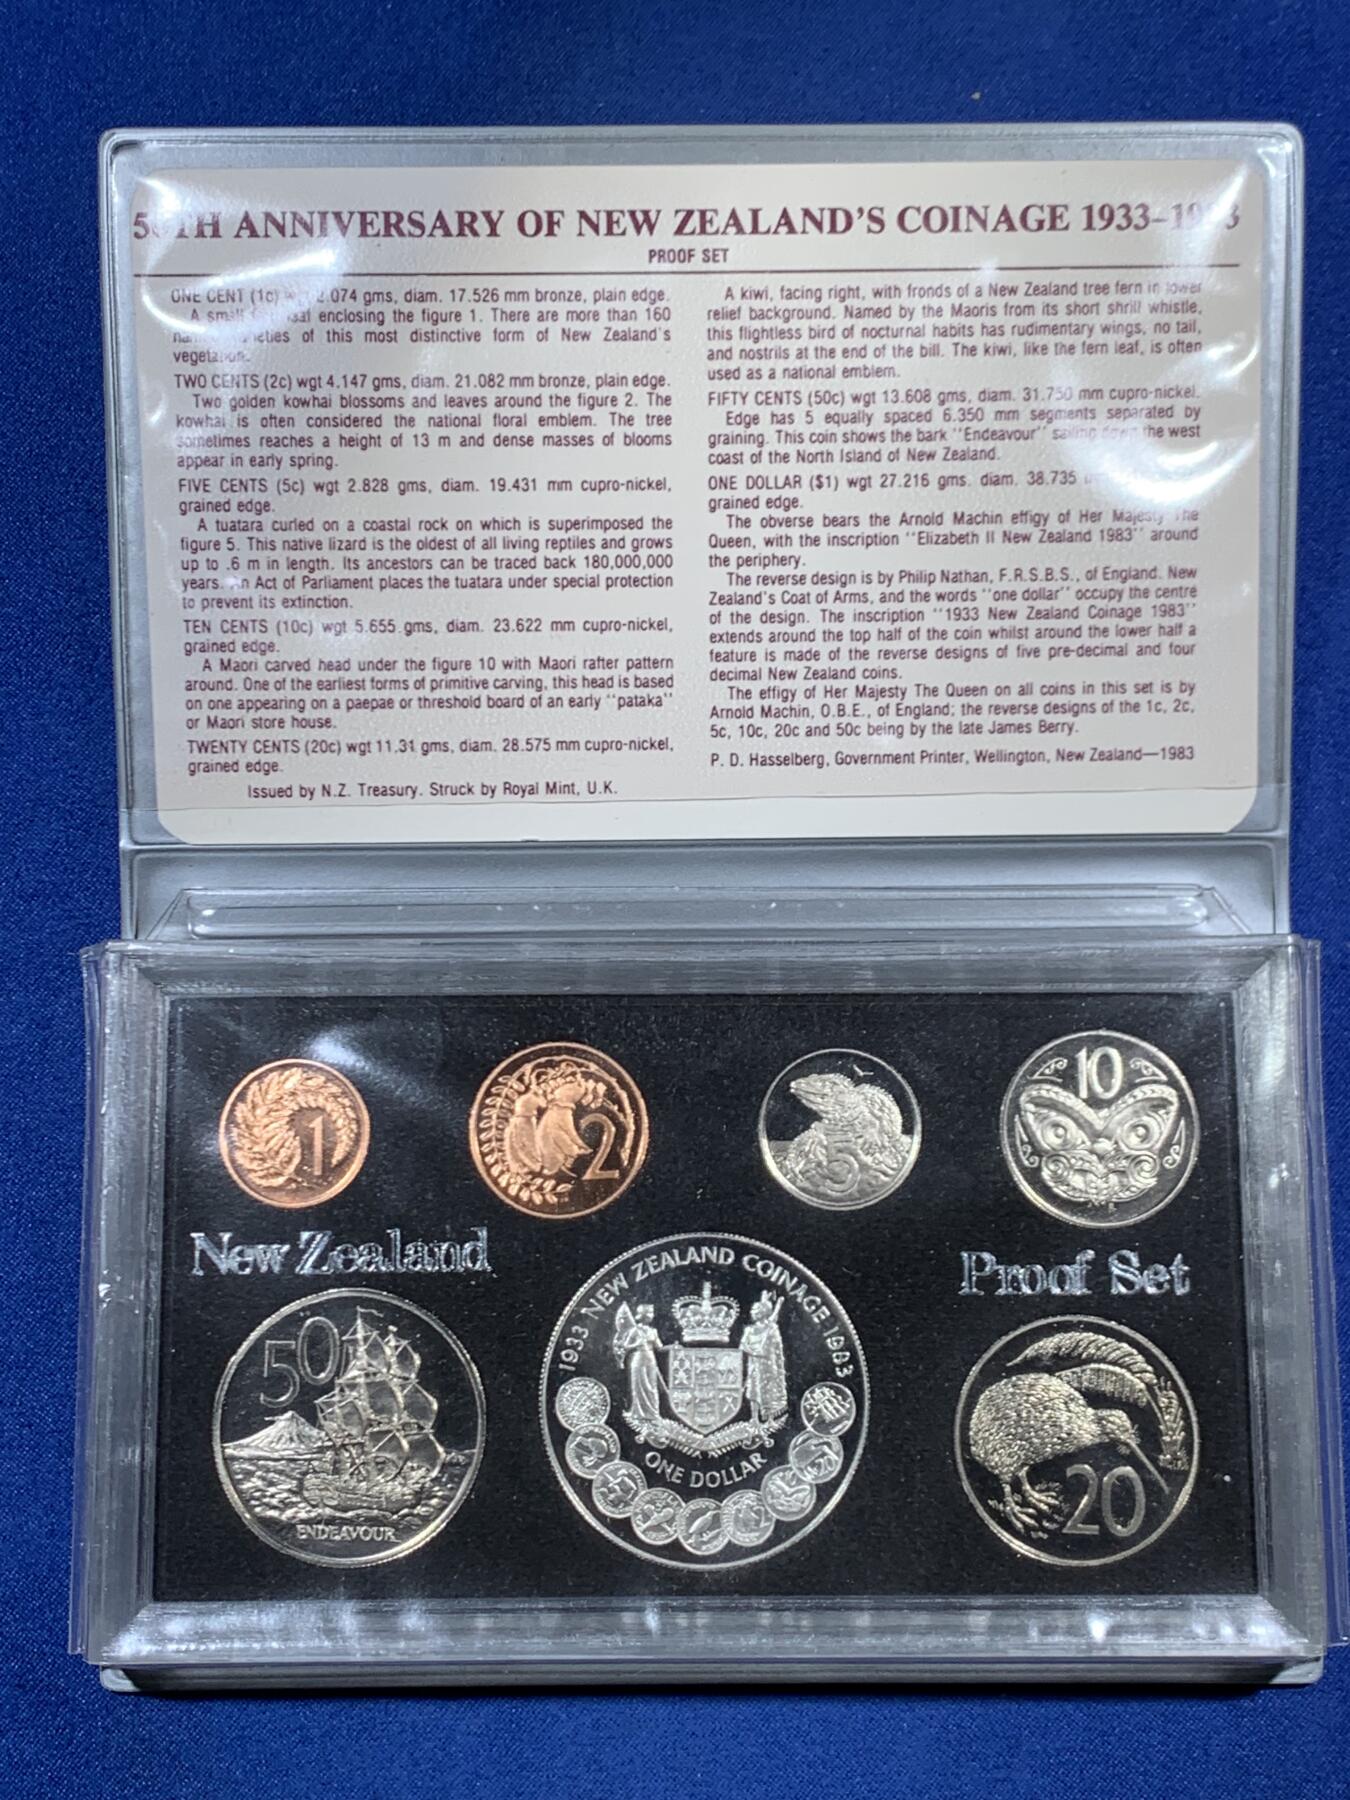 TH ANNIVERSARY OF NEW ZEALAND'S COINAGE 1933-
PROOF SET
ONE CENT (1c) 2.074 gms, diam. 17.526 mm bronze, plain edge.
A small enclosing the figure 1. There are more than 160
of this most distinctive form of New Zealand's
vegetation.
TWO CENTS (2c) wgt 4.147 gms, diam. 21.082 mm bronze, plain edge.
Two golden kowhai blossoms and leaves around the figure 2. The
kowhai is often considered the national floral emblem. The tree
sometimes reaches a height of 13 m and dense masses of blooms
appear in early spring.
FIVE CENTS (5c) wgt 2.828 gms, diam. 19.431 mm cupro-nickel,
grained edge.
A tuatara curled on a coastal rock on which is superimposed the
figure 5. This native lizard is the oldest of all living reptiles and grows
up to .6 m in length. Its ancestors can be traced back 180,000,000
years. An Act of Parliament places the tuatara under special protection
to prevent its extinction.
TEN CENTS (10c) wgt 5.655 gms, diam. 23.622 mm cupro-nickel,
grained edge.
A Maori carved head under the figure 10 with Maori rafter pattern
around. One of the earliest forms of primitive carving, this head is based
on one appearing on a paepae or threshold board of an early "pataka"
or Maori store house.
TWENTY CENTS (20c) wgt 11.31 gms, diam. 28.575 mm cupro-nickel,
grained edge.
Issued by N.Z. Treasury. Struck by Royal Mint, U.K.
A kiwi, facing right, with fronds of a New Zealand tree fern in lower
relief background. Named by the Maoris from its short shrill whistle,
this flightless bird of nocturnal habits has rudimentary wings, no tail,
and nostrils at the end of the bill. The kiwi, like the fern leaf, is often
used as a national emblem.
FIFTY CENTS (50c) wgt 13.608 gms, diam. 31.750 mm cupro-nickel.
Edge has 5 equally spaced 6.350 mm segments separated by
graining. This coin shows the bark "Endeavour" sailing down the west
coast of the North Island of New Zealand.
ONE DOLLAR ($1) wgt 27.216 gms. diam. 38.735
grained edge.
The obverse bears the Arnold Machin effigy of Her Majesty The
Queen, with the inscription "Elizabeth II New Zealand 1983" around
the periphery.
The reverse design is by Philip Nathan, F.R.S.B.S., of England. New
Zealand's Coat of Arms, and the words "one dollar" occupy the centre
of the design. The inscription "1933 New Zealand Coinage 1983"
extends around the top half of the coin whilst around the lower half a
feature is made of the reverse designs of five pre-decimal and four
decimal New Zealand coins.
The effigy of Her Majesty The Queen on all coins in this set is by
Arnold Machin, O.B.E., of England; the reverse designs of the 1c, 2c,
5c, 10c, 20c and 50c being by the late James Berry.
P. D. Hasselberg, Government Printer, Wellington, New Zealand—1983
1
2
5
10
New Zealand
Proof Set
50
ENDEAVOUR
1933 NEW ZEALAND COINAGE 1983
ONE DOLLAR
20